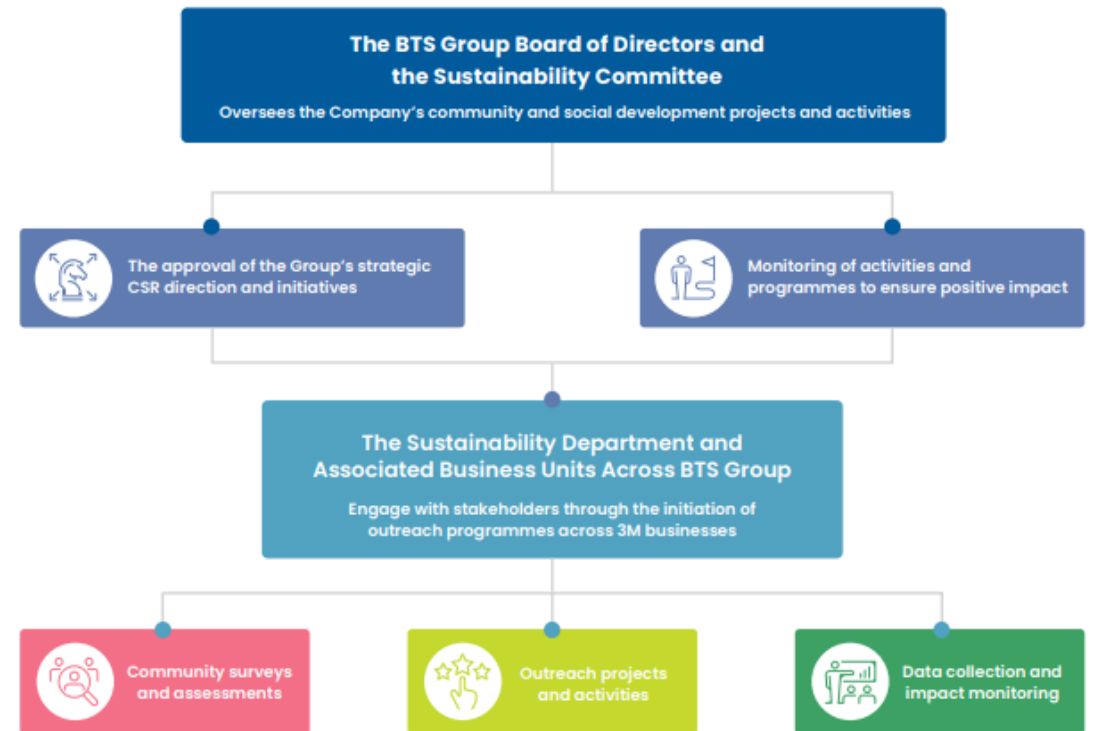 The BTS Group Board of Directors and
the Sustainability Committee
Oversees the Company's community and social development projects and activities
The approval of the Group's strategic
CSR direction and initiatives
Monitoring of activities and
programmes to ensure positive impact
The Sustainability Department and
Associated Business Units Across BTS Group
Engage with stakeholders through the initiation of
outreach programmes across 3M businesses
Community surveys
and assessments
Outreach projects
and activities
Data collection and
impact monitoring